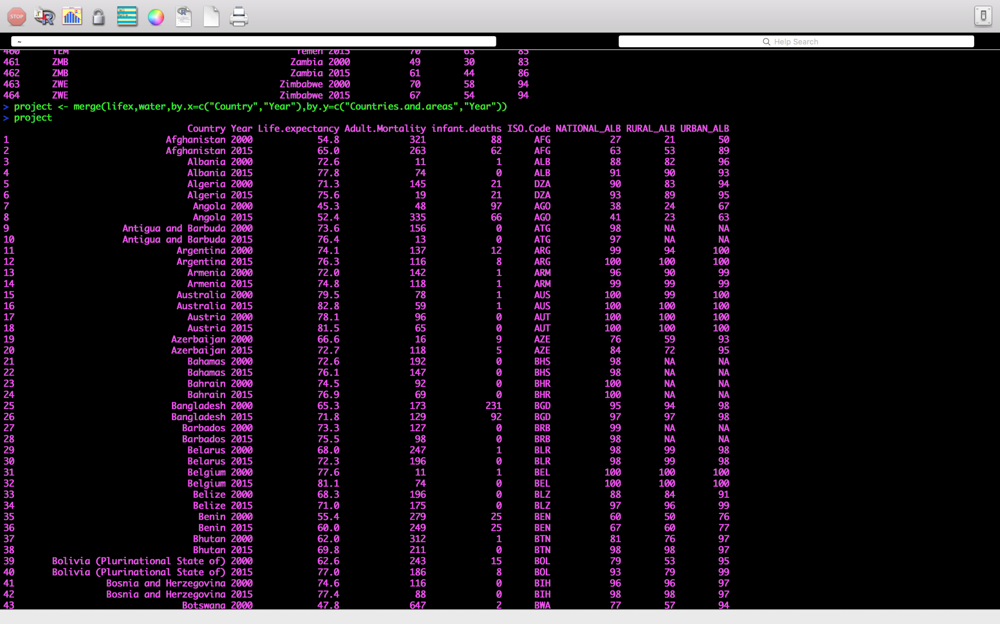 STOP
R
~
Help Search
460 YEM Yemen 2015 70 65 85
461 ZMB Zambia 2000 49 30 83
462 ZMB Zambia 2015 61 44 86
463 ZWE Zimbabwe 2000 70 58 94
464 ZWE Zimbabwe 2015 67 54 94
> project <- merge(lifex,water,by.x=c("Country","Year"),by.y=c("Countries.and.areas","Year"))
> project
Country Year Life.expectancy Adult.Mortality infant.deaths ISO.Code NATIONAL_ALB RURAL_ALB URBAN_ALB
1 Afghanistan 2000 54.8 321 88 AFG 27 21 50
2 Afghanistan 2015 65.0 263 62 AFG 63 53 89
3 Albania 2000 72.6 11 1 ALB 88 82 96
4 Albania 2015 77.8 74 0 ALB 91 90 93
5 Algeria 2000 71.3 145 21 DZA 90 83 94
6 Algeria 2015 75.6 19 21 DZA 93 89 95
7 Angola 2000 45.3 48 97 AGO 38 24 67
8 Angola 2015 52.4 335 66 AGO 41 23 63
9 Antigua and Barbuda 2000 73.6 156 0 ATG 98 NA NA
10 Antigua and Barbuda 2015 76.4 13 0 ATG 97 NA NA
11 Argentina 2000 74.1 137 12 ARG 99 94 100
12 Argentina 2015 76.3 116 8 ARG 100 100 100
13 Armenia 2000 72.0 142 1 ARM 96 90 99
14 Armenia 2015 74.8 118 1 ARM 99 99 99
15 Australia 2000 79.5 78 1 AUS 100 99 100
16 Australia 2015 82.8 59 1 AUS 100 100 100
17 Austria 2000 78.1 96 0 AUT 100 100 100
18 Austria 2015 81.5 65 0 AUT 100 100 100
19 Azerbaijan 2000 66.6 16 9 AZE 76 59 93
20 Azerbaijan 2015 72.7 118 5 AZE 84 72 95
21 Bahamas 2000 72.6 192 0 BHS 98 NA NA
22 Bahamas 2015 76.1 147 0 BHS 98 NA NA
23 Bahrain 2000 74.5 92 0 BHR 100 NA NA
24 Bahrain 2015 76.9 69 0 BHR 100 NA NA
25 Bangladesh 2000 65.3 173 231 BGD 95 94 98
26 Bangladesh 2015 71.8 129 92 BGD 97 97 98
27 Barbados 2000 73.3 127 0 BRB 99 NA NA
28 Barbados 2015 75.5 98 0 BRB 98 NA NA
29 Belarus 2000 68.0 247 1 BLR 98 99 98
30 Belarus 2015 72.3 196 0 BLR 98 99 98
31 Belgium 2000 77.6 11 1 BEL 100 100 100
32 Belgium 2015 81.1 74 0 BEL 100 100 100
33 Belize 2000 68.3 196 0 BLZ 88 84 91
34 Belize 2015 71.0 175 0 BLZ 97 96 99
35 Benin 2000 55.4 279 25 BEN 60 50 76
36 Benin 2015 60.0 249 25 BEN 67 60 77
37 Bhutan 2000 62.0 312 1 BTN 81 76 97
38 Bhutan 2015 69.8 211 0 BTN 98 98 97
39 Bolivia (Plurinational State of) 2000 62.6 243 15 BOL 79 53 95
40 Bolivia (Plurinational State of) 2015 77.0 186 8 BOL 93 79 99
41 Bosnia and Herzegovina 2000 74.6 116 0 BIH 96 96 97
42 Bosnia and Herzegovina 2015 77.4 88 0 BIH 98 98 97
43 Botswana 2000 47.8 647 2 BWA 77 57 94